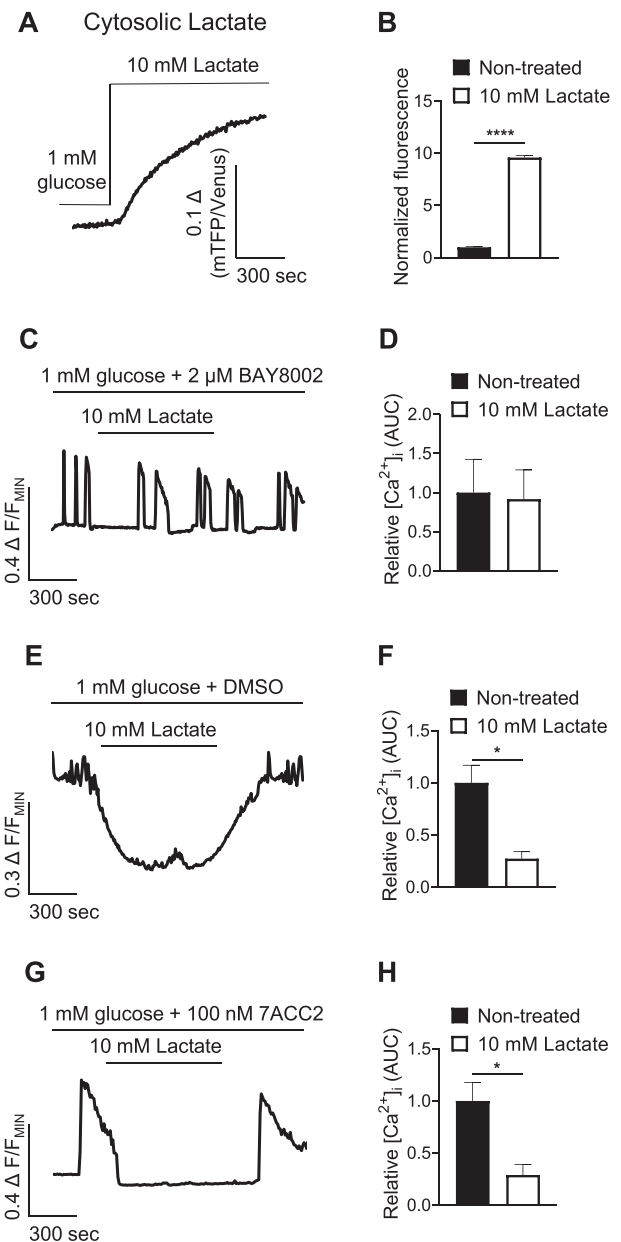 A
Cytosolic Lactate
10 mM Lactate
1 mM
glucose
0.1 Δ
(mTFP/Venus)
300 sec
B
Non-treated
10 mM Lactate
Normalized fluorescence
15
10
5
0
****
C
1 mM glucose + 2 µM BAY8002
10 mM Lactate
0.4 Δ F/F_MIN
300 sec
D
Non-treated
10 mM Lactate
Relative [Ca²⁺]ᵢ (AUC)
2.0
1.5
1.0
0.5
0.0
E
1 mM glucose + DMSO
10 mM Lactate
0.3 Δ F/F_MIN
300 sec
F
Non-treated
10 mM Lactate
Relative [Ca²⁺]ᵢ (AUC)
1.5
1.0
0.5
0.0
*
G
1 mM glucose + 100 nM 7ACC2
10 mM Lactate
0.4 Δ F/F_MIN
300 sec
H
Non-treated
10 mM Lactate
Relative [Ca²⁺]ᵢ (AUC)
1.5
1.0
0.5
0.0
*